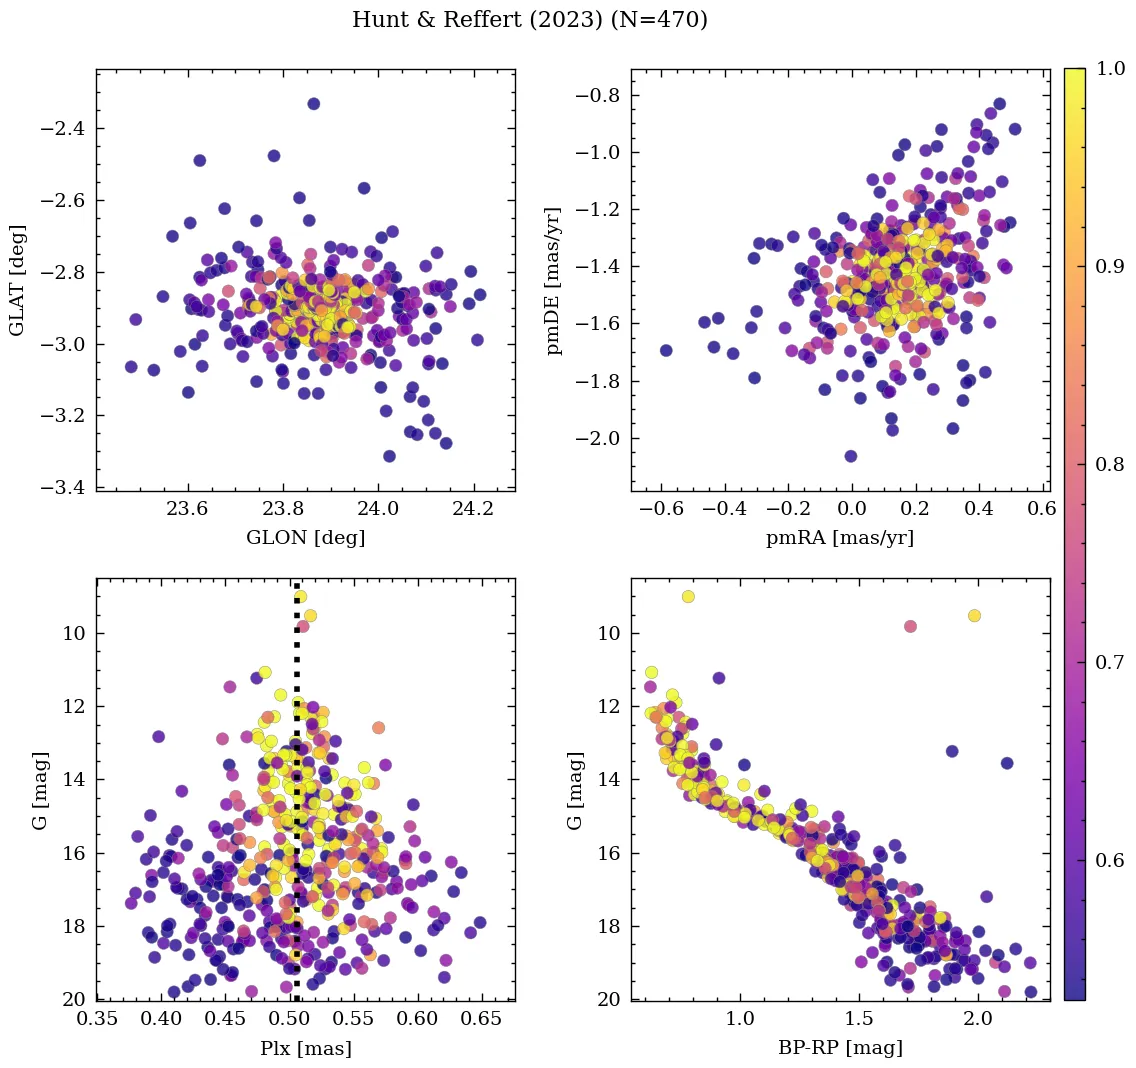 Hunt & Reffert (2023) (N=470)
−2.4
−2.6
−2.8
−3.0
−3.2
−3.4
GLAT [deg]
23.6 23.8 24.0 24.2
GLON [deg]
−0.8
−1.0
−1.2
−1.4
−1.6
−1.8
−2.0
pmDE [mas/yr]
−0.6 −0.4 −0.2 0.0 0.2 0.4 0.6
pmRA [mas/yr]
1.0
0.9
0.8
0.7
0.6
10
12
14
16
18
20
G [mag]
0.35 0.40 0.45 0.50 0.55 0.60 0.65
Plx [mas]
10
12
14
16
18
20
G [mag]
1.0 1.5 2.0
BP-RP [mag]